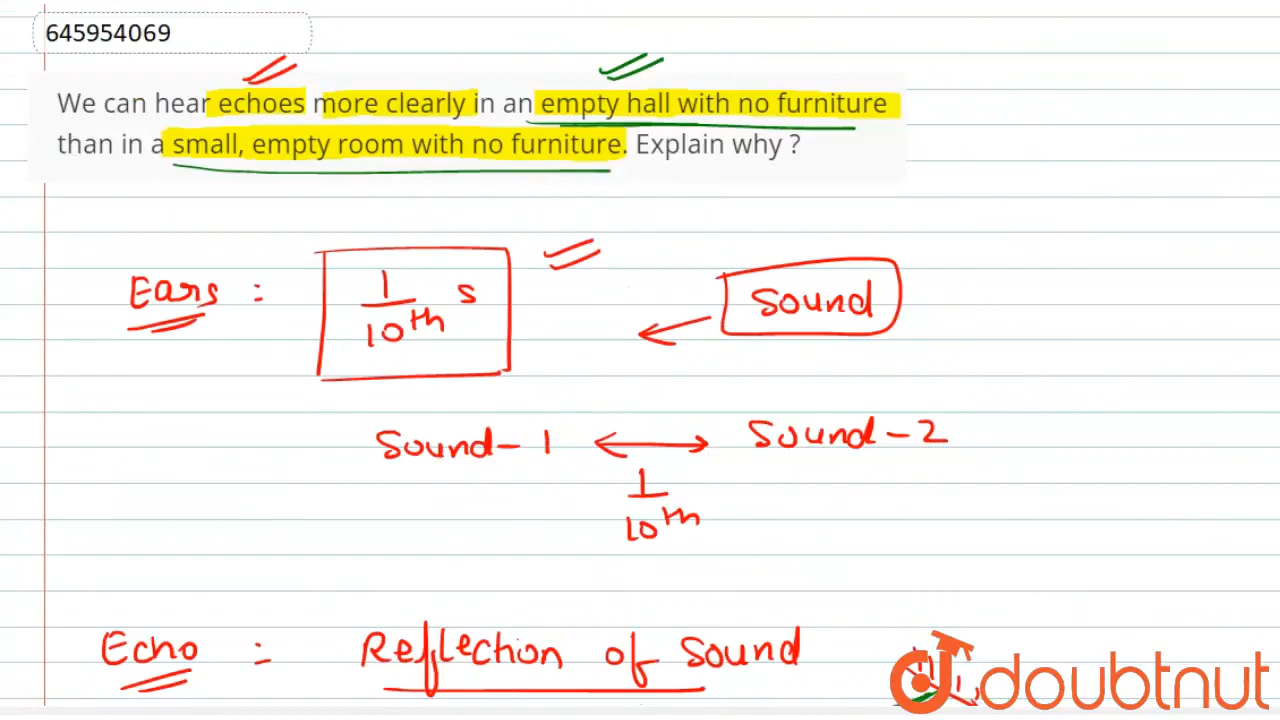 645954069
We can hear echoes more clearly in an empty hall with no furniture
than in a small, empty room with no furniture. Explain why ?
Ears : 1/10th s
Sound
Sound-1 ↔ Sound-2
1/10th
Echo : Reflection of Sound
doubtnut